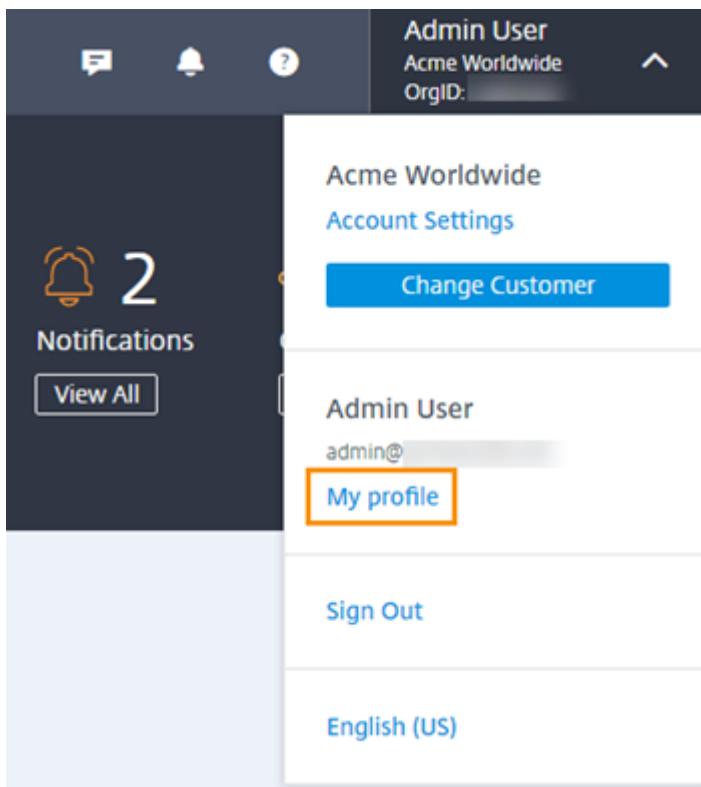 Admin User
Acme Worldwide
OrgID:
Acme Worldwide
Account Settings
Change Customer
2
Notifications
View All
Admin User
admin@
My profile
Sign Out
English (US)